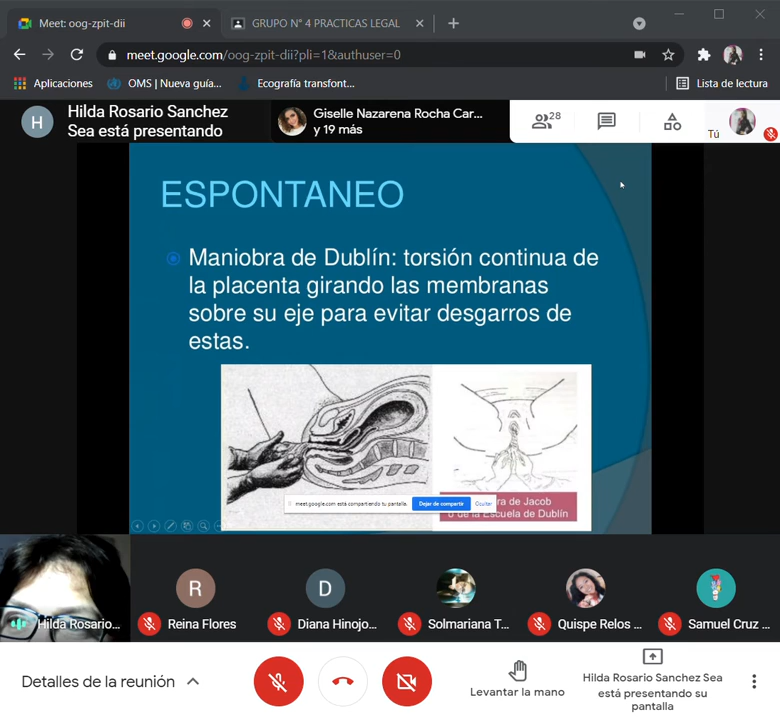 Meet: oog-zpit-dii
GRUPO N° 4 PRACTICAS LEGAL
meet.google.com/oog-zpit-dii?pli=1&authuser=0
Aplicaciones
OMS | Nueva guía...
Ecografía transfont...
Lista de lectura
H
Hilda Rosario Sanchez
Sea está presentando
Giselle Nazarena Rocha Car...
y 19 más
28
Tú
ESPONTANEO
Maniobra de Dublín: torsión continua de
la placenta girando las membranas
sobre su eje para evitar desgarros de
estas.
meet.google.com está compartiendo tu pantalla.
Dejar de compartir
Ocultar
ra de Jacob
o de la Escuela de Dublín
Hilda Rosario...
R
Reina Flores
D
Diana Hinojo...
Solmariana T...
Quispe Relos ...
Samuel Cruz ...
Detalles de la reunión
Levantar la mano
Hilda Rosario Sanchez Sea
está presentando su
pantalla